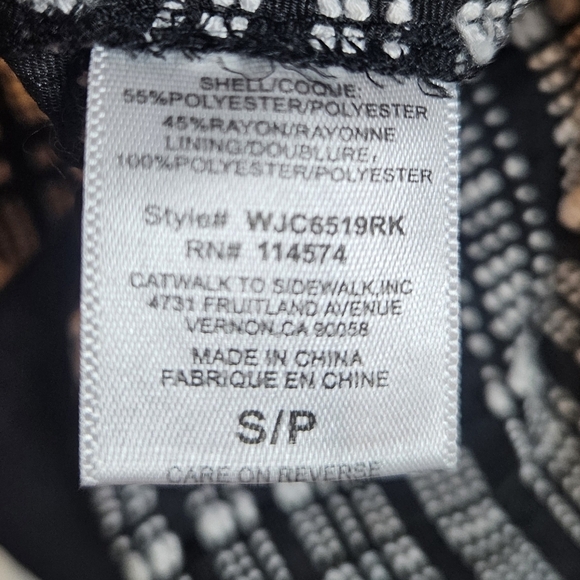 SHELL/COQUE:
55%POLYESTER/POLYESTER
45%RAYON/RAYONNE
LINING/DOUBLURE,
100%POLYESTER/POLYESTER
Style# WJC6519RK
RN# 114574
CATWALK TO SIDEWALK,INC
4731 FRUITLAND AVENUE
VERNON,CA 90058
MADE IN CHINA
FABRIQUE EN CHINE
S/P
CARE ON REVERSE